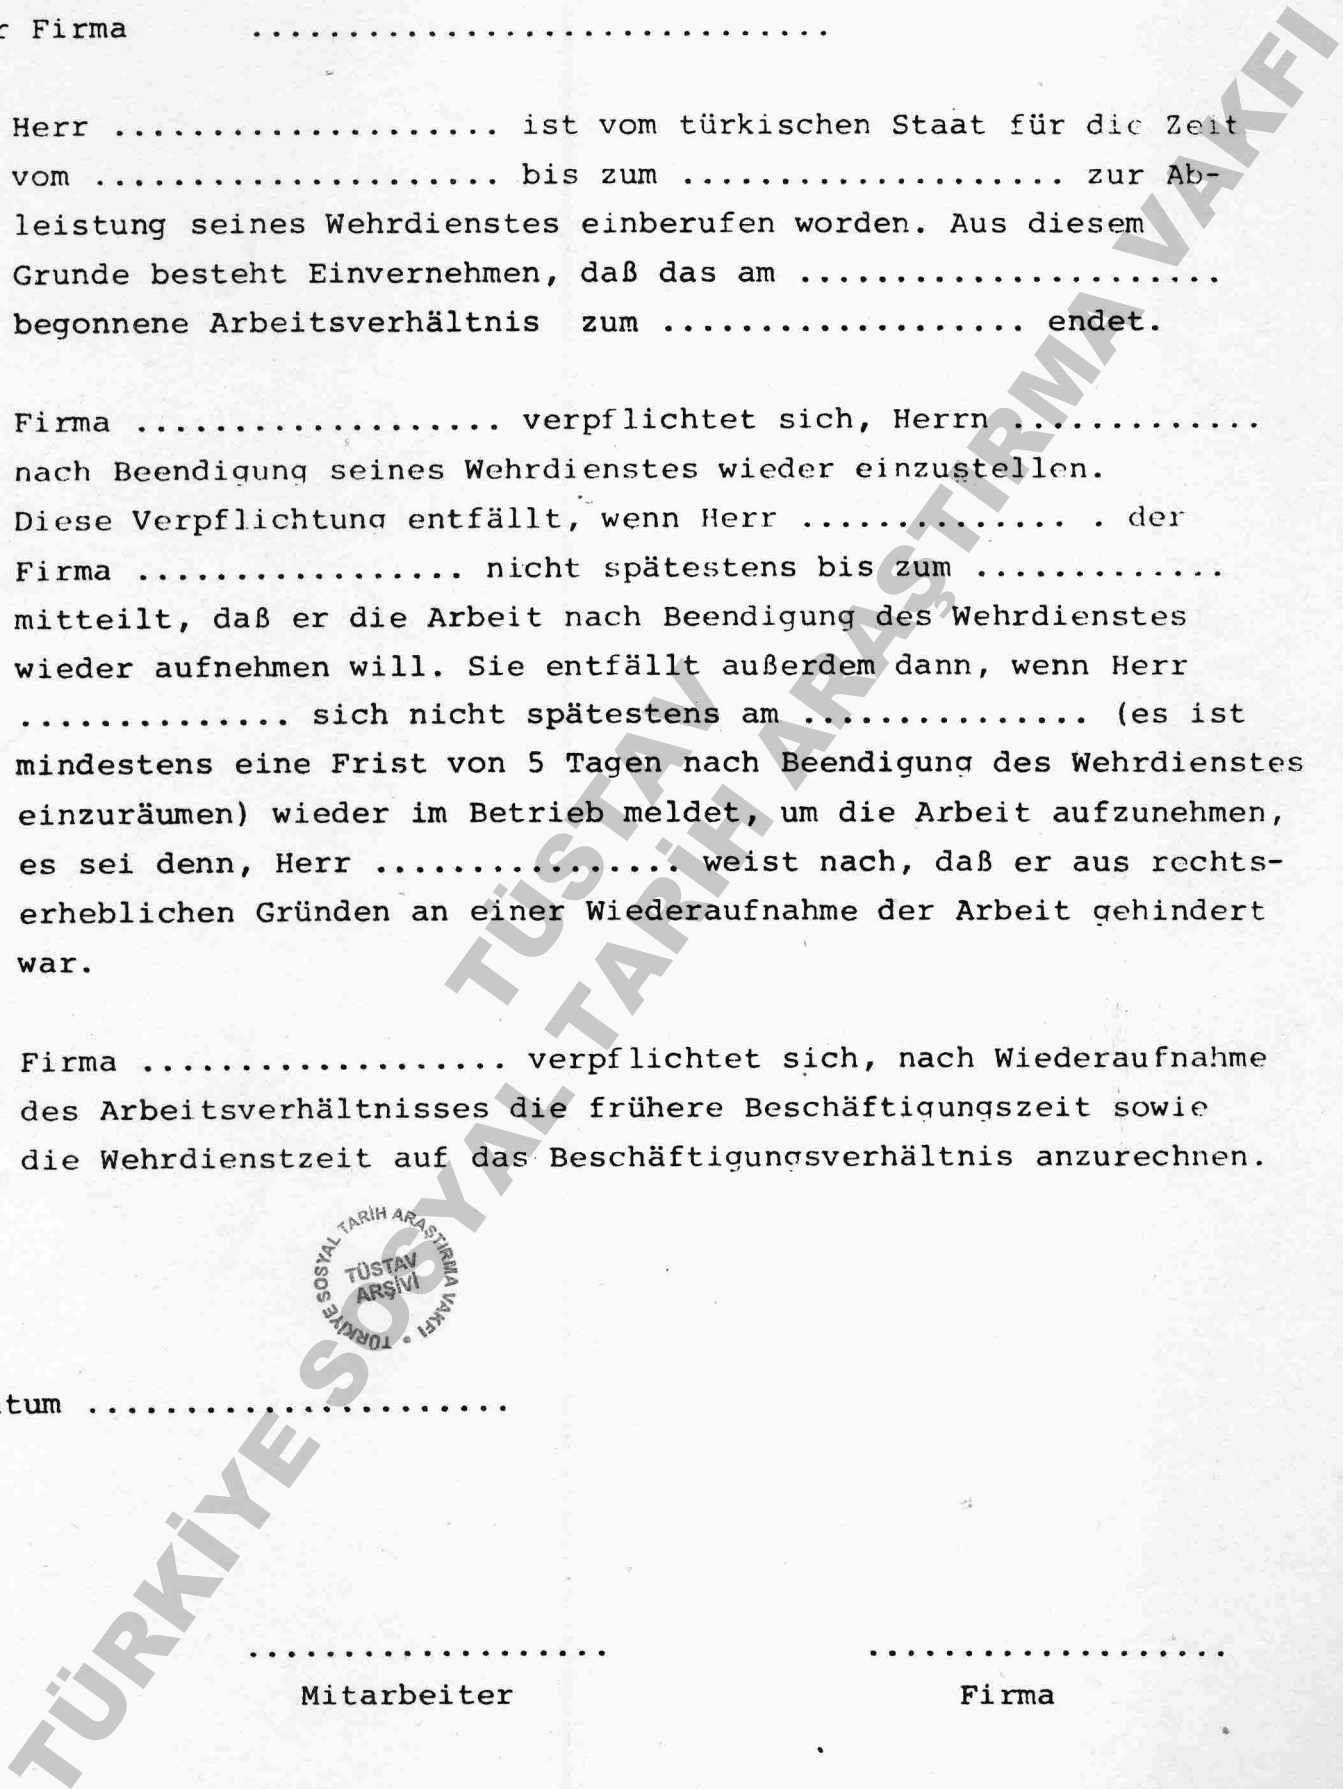 r Firma ..............................
Herr .................... ist vom türkischen Staat für die Zeit
vom ..................... bis zum .................... zur Ab-
leistung seines Wehrdienstes einberufen worden. Aus diesem
Grunde besteht Einvernehmen, daß das am ......................
begonnene Arbeitsverhältnis zum ................... endet.
Firma ................... verpflichtet sich, Herrn .............
nach Beendigung seines Wehrdienstes wieder einzustellen.
Diese Verpflichtung entfällt, wenn Herr .............. . der
Firma ................. nicht spätestens bis zum .............
mitteilt, daß er die Arbeit nach Beendigung des Wehrdienstes
wieder aufnehmen will. Sie entfällt außerdem dann, wenn Herr
.............. sich nicht spätestens am ............... (es ist
mindestens eine Frist von 5 Tagen nach Beendigung des Wehrdienstes
einzuräumen) wieder im Betrieb meldet, um die Arbeit aufzunehmen,
es sei denn, Herr ................ weist nach, daß er aus rechts-
erheblichen Gründen an einer Wiederaufnahme der Arbeit gehindert
war.
Firma ................... verpflichtet sich, nach Wiederaufnahme
des Arbeitsverhältnisses die frühere Beschäftigungszeit sowie
die Wehrdienstzeit auf das Beschäftigungsverhältnis anzurechnen.
TÜRKİYE SOSYAL TARİH ARAŞTIRMA VAKFI
TÜSTAV
ARŞİVİ
tum ......................
................... ...................
Mitarbeiter Firma
TÜSTAV
TÜRKİYE SOSYAL TARİH ARAŞTIRMA VAKFI